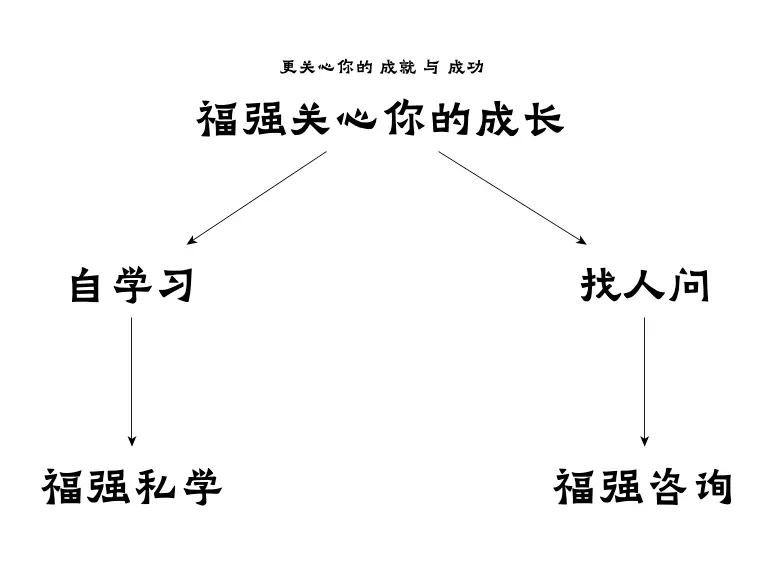 更关心你的 成就 与 成功
福强关心你的成长
自学习
找人问
福强私学
福强咨询